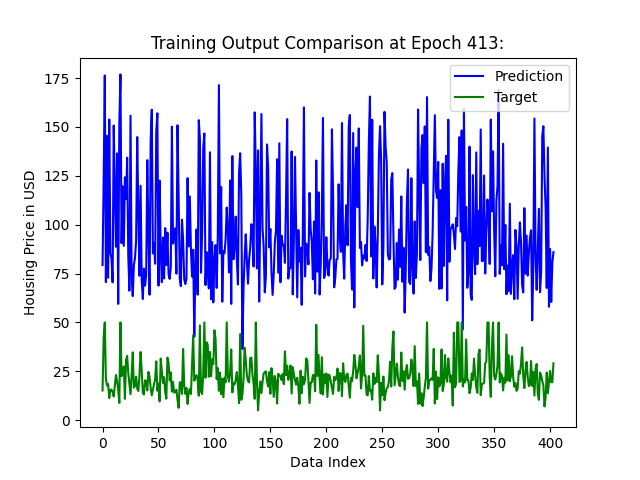 Training Output Comparison at Epoch 413:
Prediction
Target
Housing Price in USD
175
150
125
100
75
50
25
0
0 50 100 150 200 250 300 350 400
Data Index